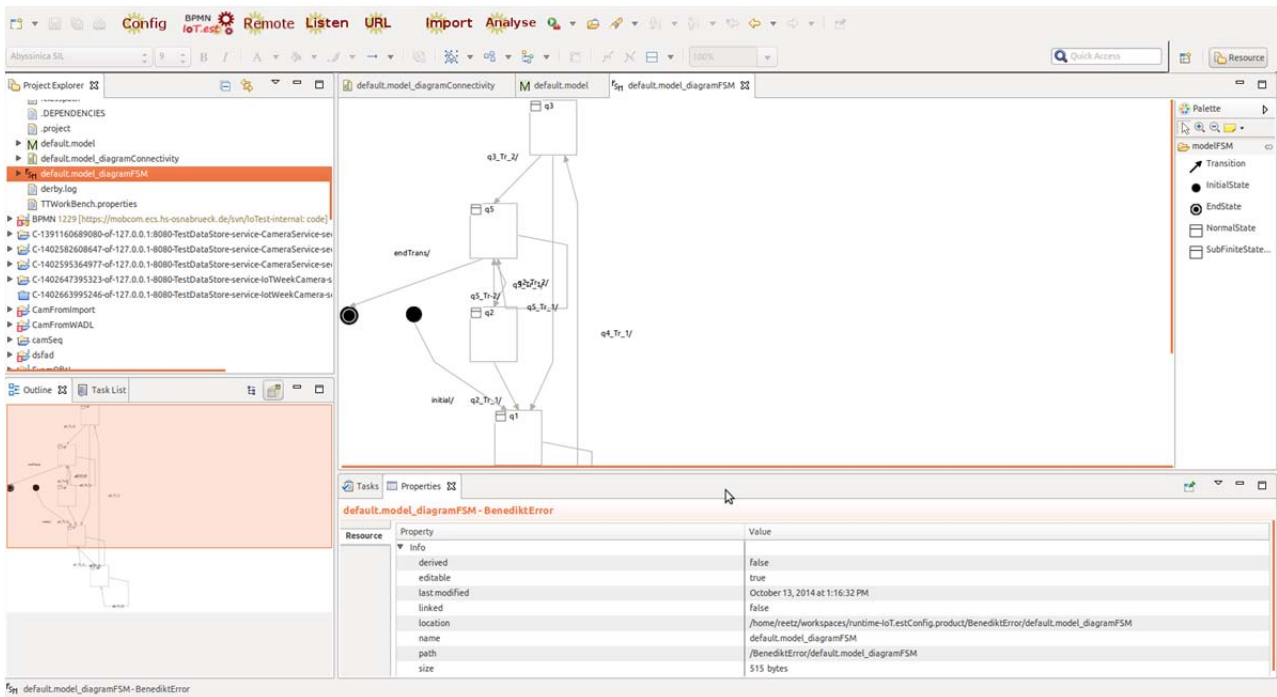 Config BPMN IoT.est Remote Listen URL Import Analyse
Abyssinica SIL 9 B I A 100% Quick Access Resource
Project Explorer
.DEPENDENCIES
.project
default.model
default.model_diagramConnectivity
default.model_diagramFSM
derby.log
TTWorkBench.properties
BPMN 1229 [https://mobcom.ecs.hs-osnabrueck.de/svn/IoTest-internal: code]
C-1391160689080-of-127.0.0.1:8080-TestDataStore-service-CameraService-se
C-1402582608647-of-127.0.0.1:8080-TestDataStore-service-CameraService-se
C-1402595364977-of-127.0.0.1:8080-TestDataStore-service-CameraService-se
C-1402647395323-of-127.0.0.1:8080-TestDataStore-service-IoTWeekCamera-s
C-1402663995246-of-127.0.0.1-8080-TestDataStore-service-IotWeekCamera-s
CamFromImport
CamFromWADL
camSeq
dsfad
Outline Task List
default.model_diagramConnectivity default.model default.model_diagramFSM
q3
q3_Tr_2/
q5
endTrans/
q5_Tr-2/
q5_Tr_1/
q2
q4_Tr_1/
initial/
q2_Tr_1/
q1
Palette
modelFSM
Transition
InitialState
EndState
NormalState
SubFiniteState...
Tasks Properties
default.model_diagramFSM - BenediktError
Resource
Property Value
Info
derived false
editable true
last modified October 13, 2014 at 1:16:32 PM
linked false
location /home/reetz/workspaces/runtime-IoT.estConfig.product/BenediktError/default.model_diagramFSM
name default.model_diagramFSM
path /BenediktError/default.model_diagramFSM
size 515 bytes
default.model_diagramFSM - BenediktError